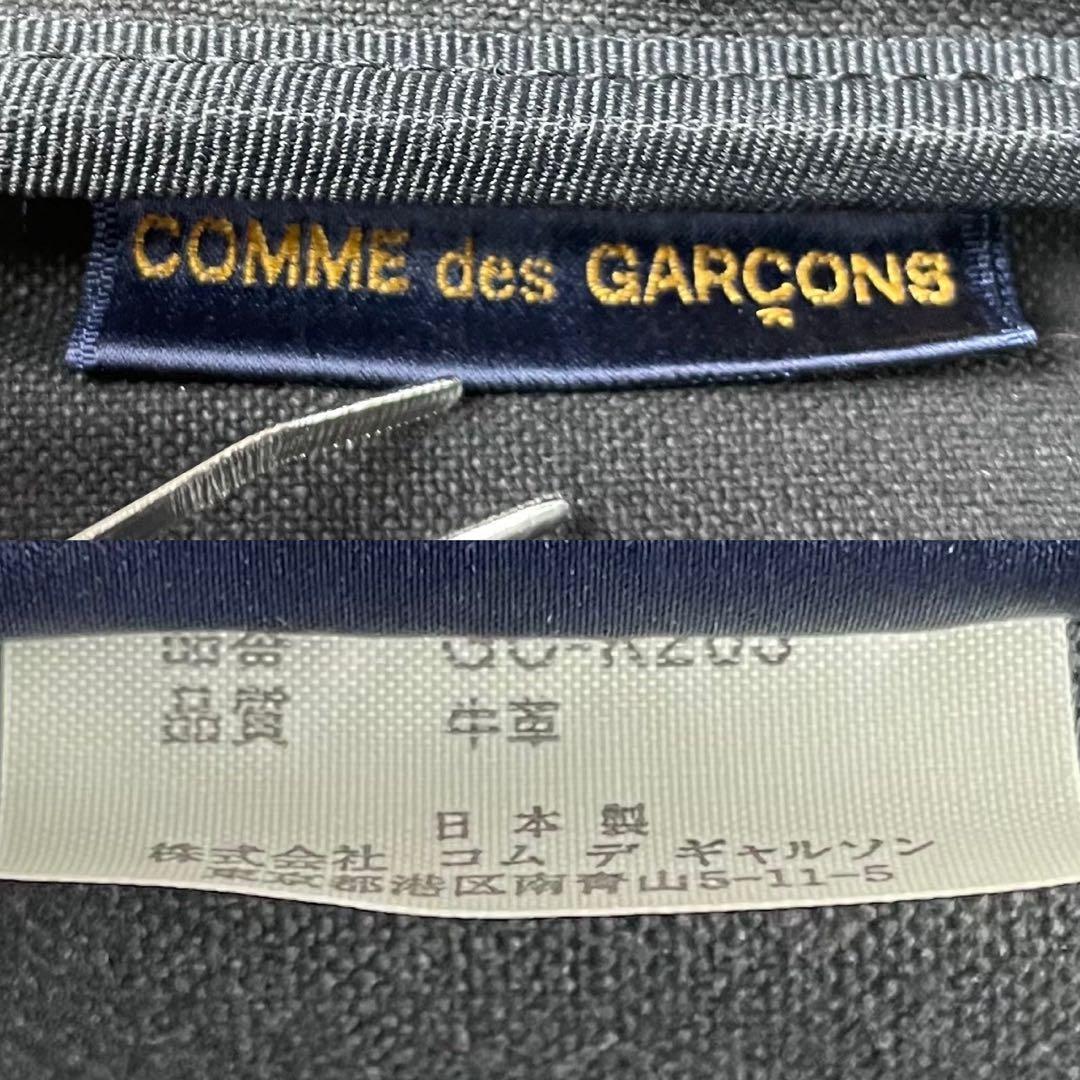 COMME des GARÇONS
品質 牛革
日本製
株式会社 コム デ ギャルソン
東京都港区南青山5-11-5